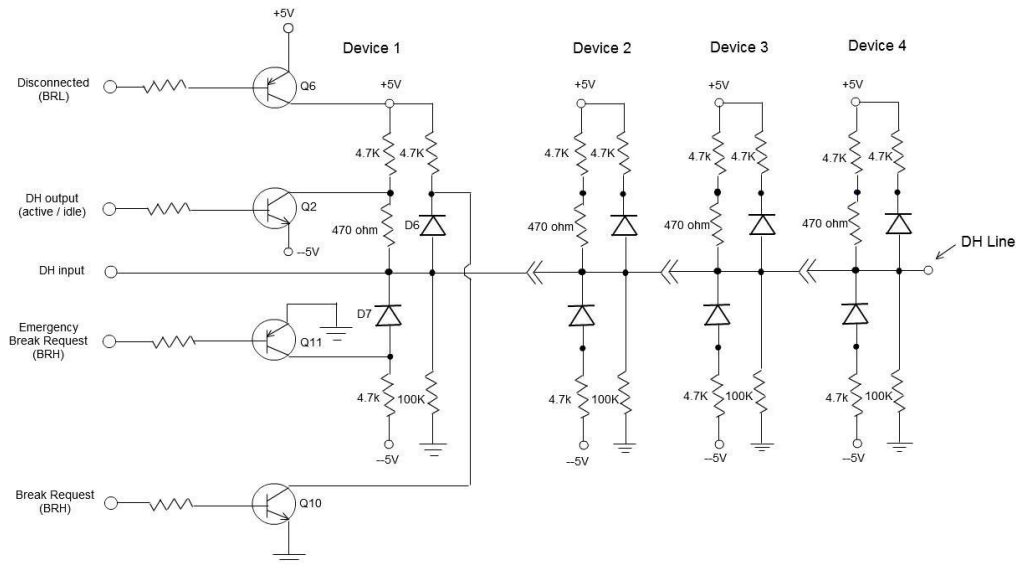 +5V
Device 1
Device 2
Device 3
Device 4
Disconnected
(BRL)
Q6
+5V
+5V
+5V
+5V
4.7K
4.7K
4.7K
4.7K
4.7k
4.7K
4.7K
4.7K
DH output
(active / idle)
Q2
--5V
470 ohm
D6
470 ohm
470 ohm
470 ohm
DH Line
DH input
D7
Emergency
Break Request
(BRH)
Q11
4.7k
100K
4.7k
100K
4.7K
100K
4.7k
100K
--5V
--5V
--5V
--5V
Break Request
(BRH)
Q10